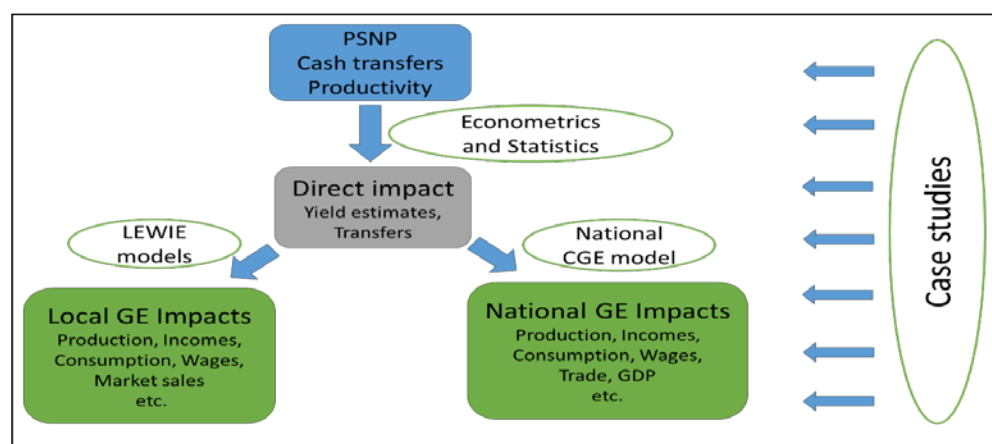 PSNP
Cash transfers
Productivity
Econometrics
and Statistics
Direct impact
Yield estimates,
Transfers
LEWIE
models
National
CGE model
Local GE Impacts
Production, Incomes,
Consumption, Wages,
Market sales
etc.
National GE Impacts
Production, Incomes,
Consumption, Wages,
Trade, GDP
etc.
Case studies